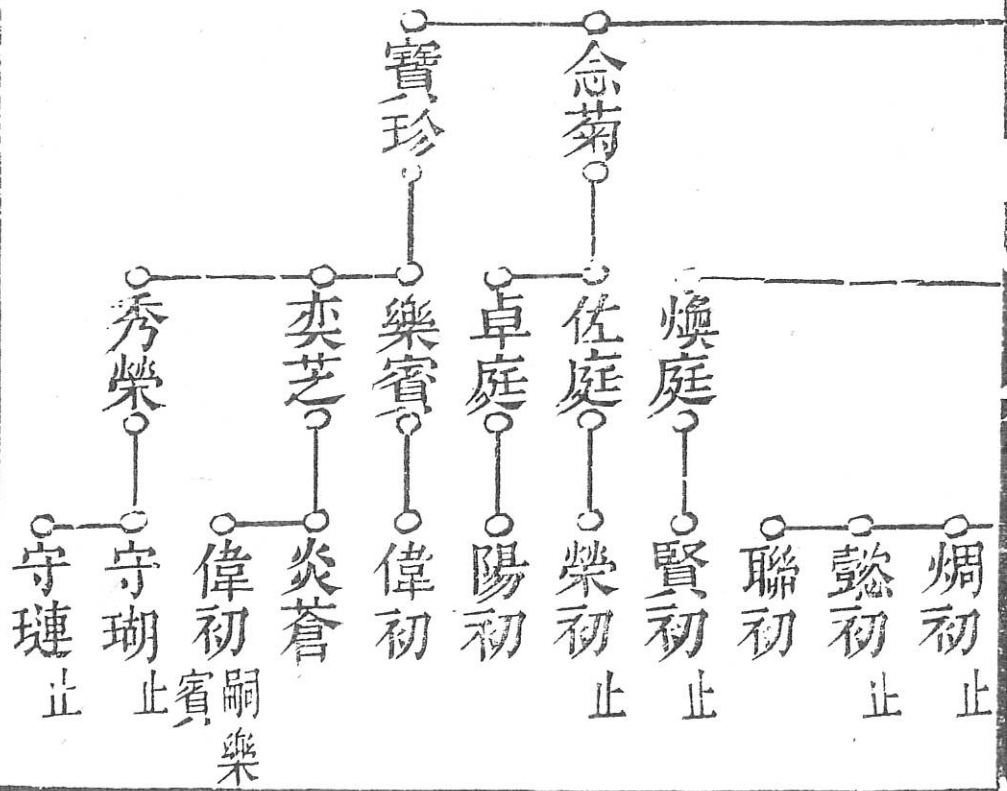 念菊
寶珍
煥庭
佐庭
卓庭
樂賓
奕芝
秀榮
烱初 止
懿初 止
聯初
賢初 止
榮初 止
陽初
偉初
炎蒼
偉初 嗣樂賓
守瑚 止
守璉 止